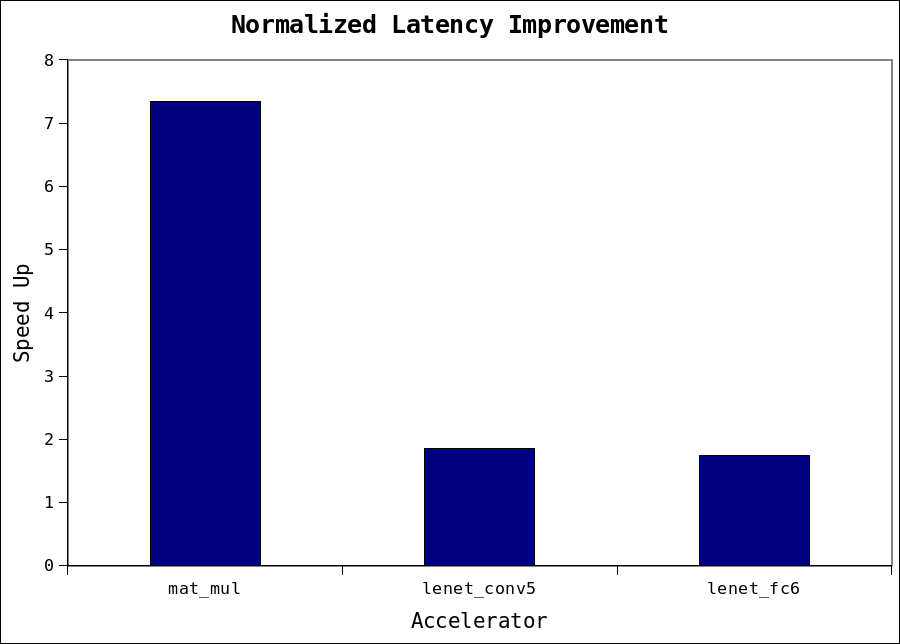 Normalized Latency Improvement
8
7
6
5
4
3
2
1
0
Speed Up
mat_mul lenet_conv5 lenet_fc6
Accelerator